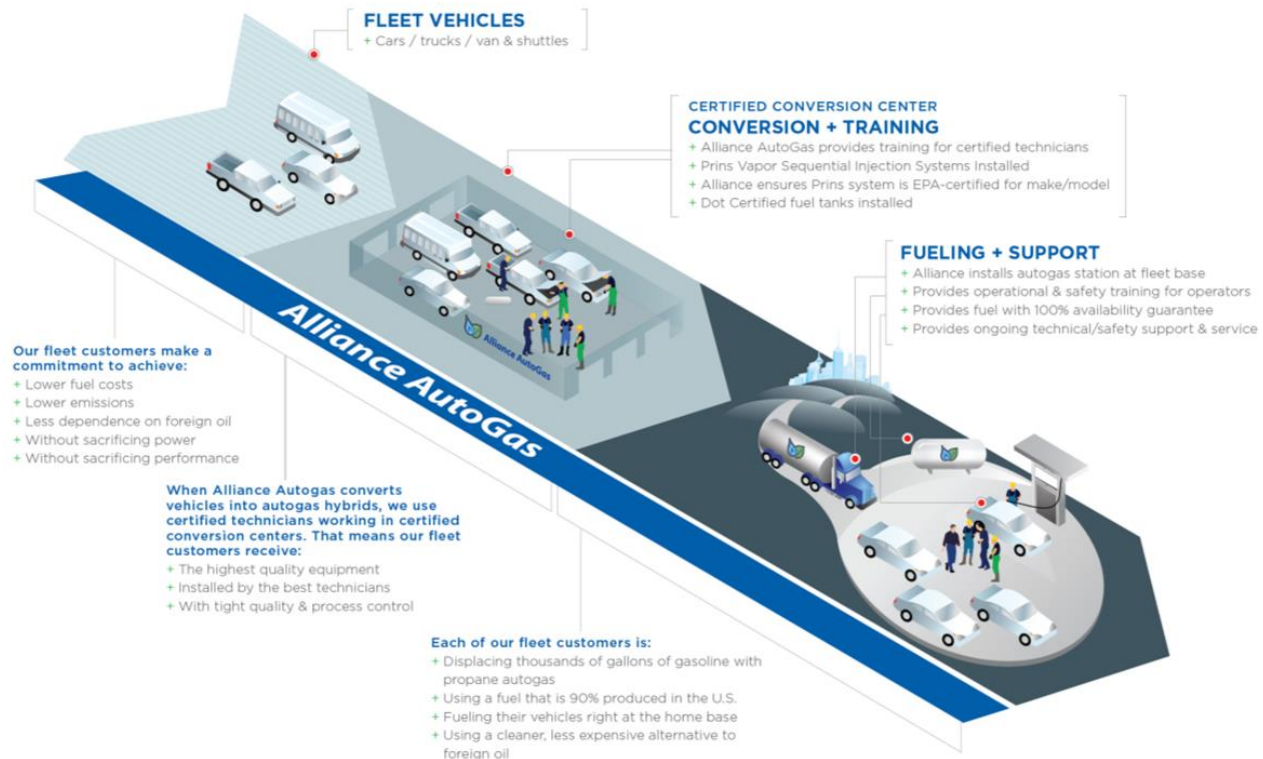 FLEET VEHICLES
+ Cars / trucks / van & shuttles
CERTIFIED CONVERSION CENTER
CONVERSION + TRAINING
+ Alliance AutoGas provides training for certified technicians
+ Prins Vapor Sequential Injection Systems Installed
+ Alliance ensures Prins system is EPA-certified for make/model
+ Dot Certified fuel tanks installed
FUELING + SUPPORT
+ Alliance installs autogas station at fleet base
+ Provides operational & safety training for operators
+ Provides fuel with 100% availability guarantee
+ Provides ongoing technical/safety support & service
Alliance AutoGas
Alliance AutoGas
Our fleet customers make a
commitment to achieve:
+ Lower fuel costs
+ Lower emissions
+ Less dependence on foreign oil
+ Without sacrificing power
+ Without sacrificing performance
When Alliance Autogas converts
vehicles into autogas hybrids, we use
certified technicians working in certified
conversion centers. That means our fleet
customers receive:
+ The highest quality equipment
+ Installed by the best technicians
+ With tight quality & process control
Each of our fleet customers is:
+ Displacing thousands of gallons of gasoline with
propane autogas
+ Using a fuel that is 90% produced in the U.S.
+ Fueling their vehicles right at the home base
+ Using a cleaner, less expensive alternative to
foreign oil